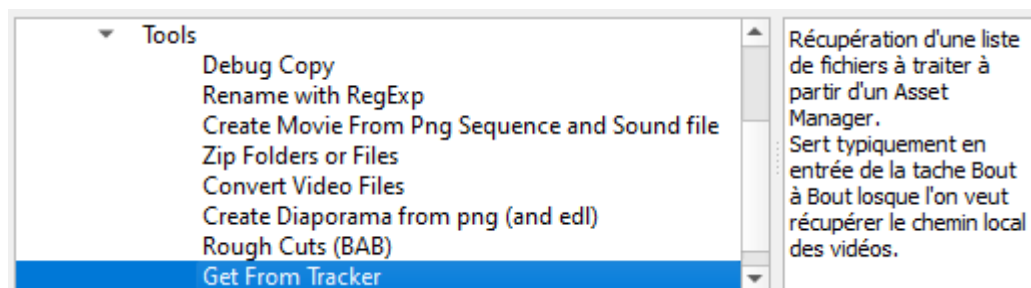 Tools
Debug Copy
Rename with RegExp
Create Movie From Png Sequence and Sound file
Zip Folders or Files
Convert Video Files
Create Diaporama from png (and edl)
Rough Cuts (BAB)
Get From Tracker
Récupération d'une liste
de fichiers à traiter à
partir d'un Asset
Manager.
Sert typiquement en
entrée de la tache Bout
à Bout losque l'on veut
récupérer le chemin local
des vidéos.